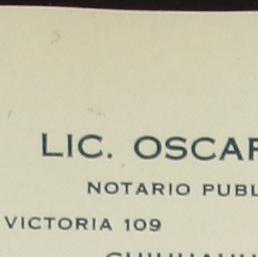 LIC. OSCAR
NOTARIO PUBL
VICTORIA 109